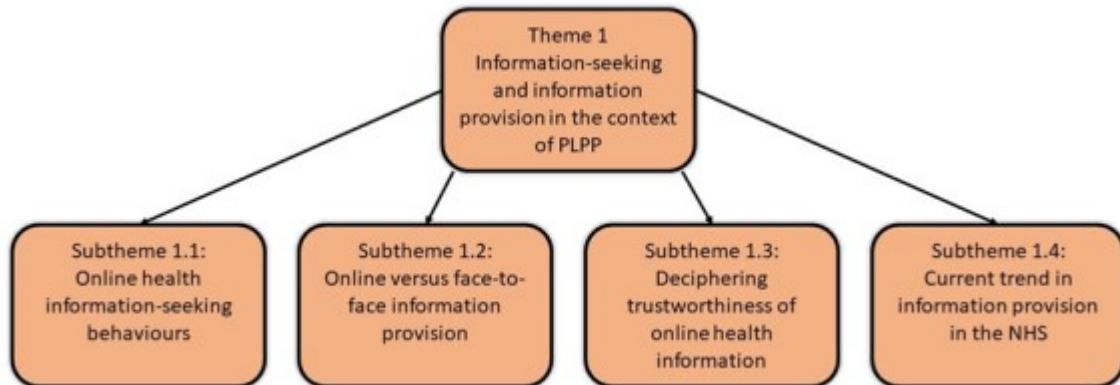 Theme 1
Information-seeking
and information
provision in the context
of PLPP
Subtheme 1.1:
Online health
information-seeking
behaviours
Subtheme 1.2:
Online versus face-to-
face information
provision
Subtheme 1.3:
Deciphering
trustworthiness of
online health
information
Subtheme 1.4:
Current trend in
information provision
in the NHS